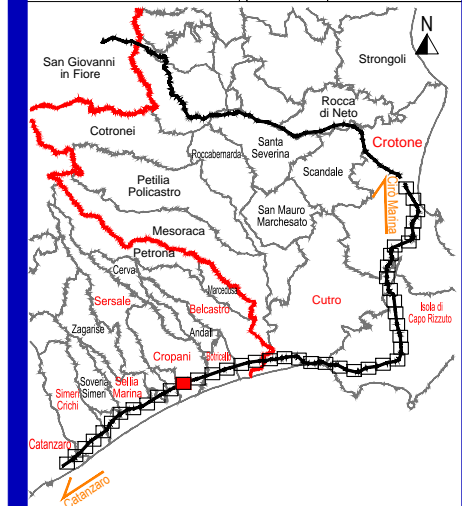 N
Strongoli
San Giovanni
in Fiore
Rocca
di Neto
Cotronei
Crotone
Santa
Severina
Roccabernarda
Scandale
Petilia
Policastro
Cirò Marina
San Mauro
Marchesato
Mesoraca
Petrona
Cerva
Marcedusa
Sersale
Belcastro
Cutro
Isola di
Capo Rizzuto
Zagarise
Andali
Cropani
Botricello
Soveria
Simeri
Sellia
Marina
Simeri
Crichi
Catanzaro
Catanzaro